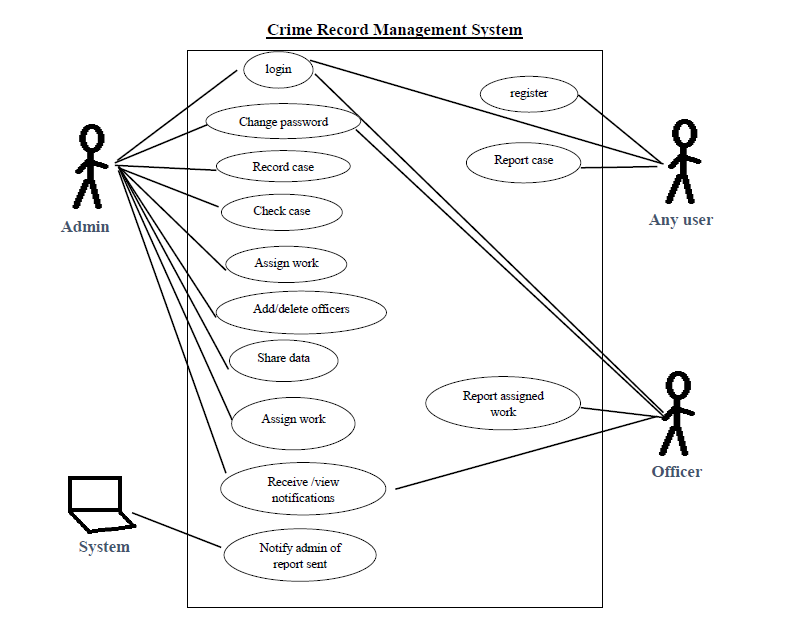 Crime Record Management System
login
register
Change password
Report case
Record case
Check case
Admin
Any user
Assign work
Add/delete officers
Share data
Report assigned
work
Assign work
Officer
Receive /view
notifications
System
Notify admin of
report sent